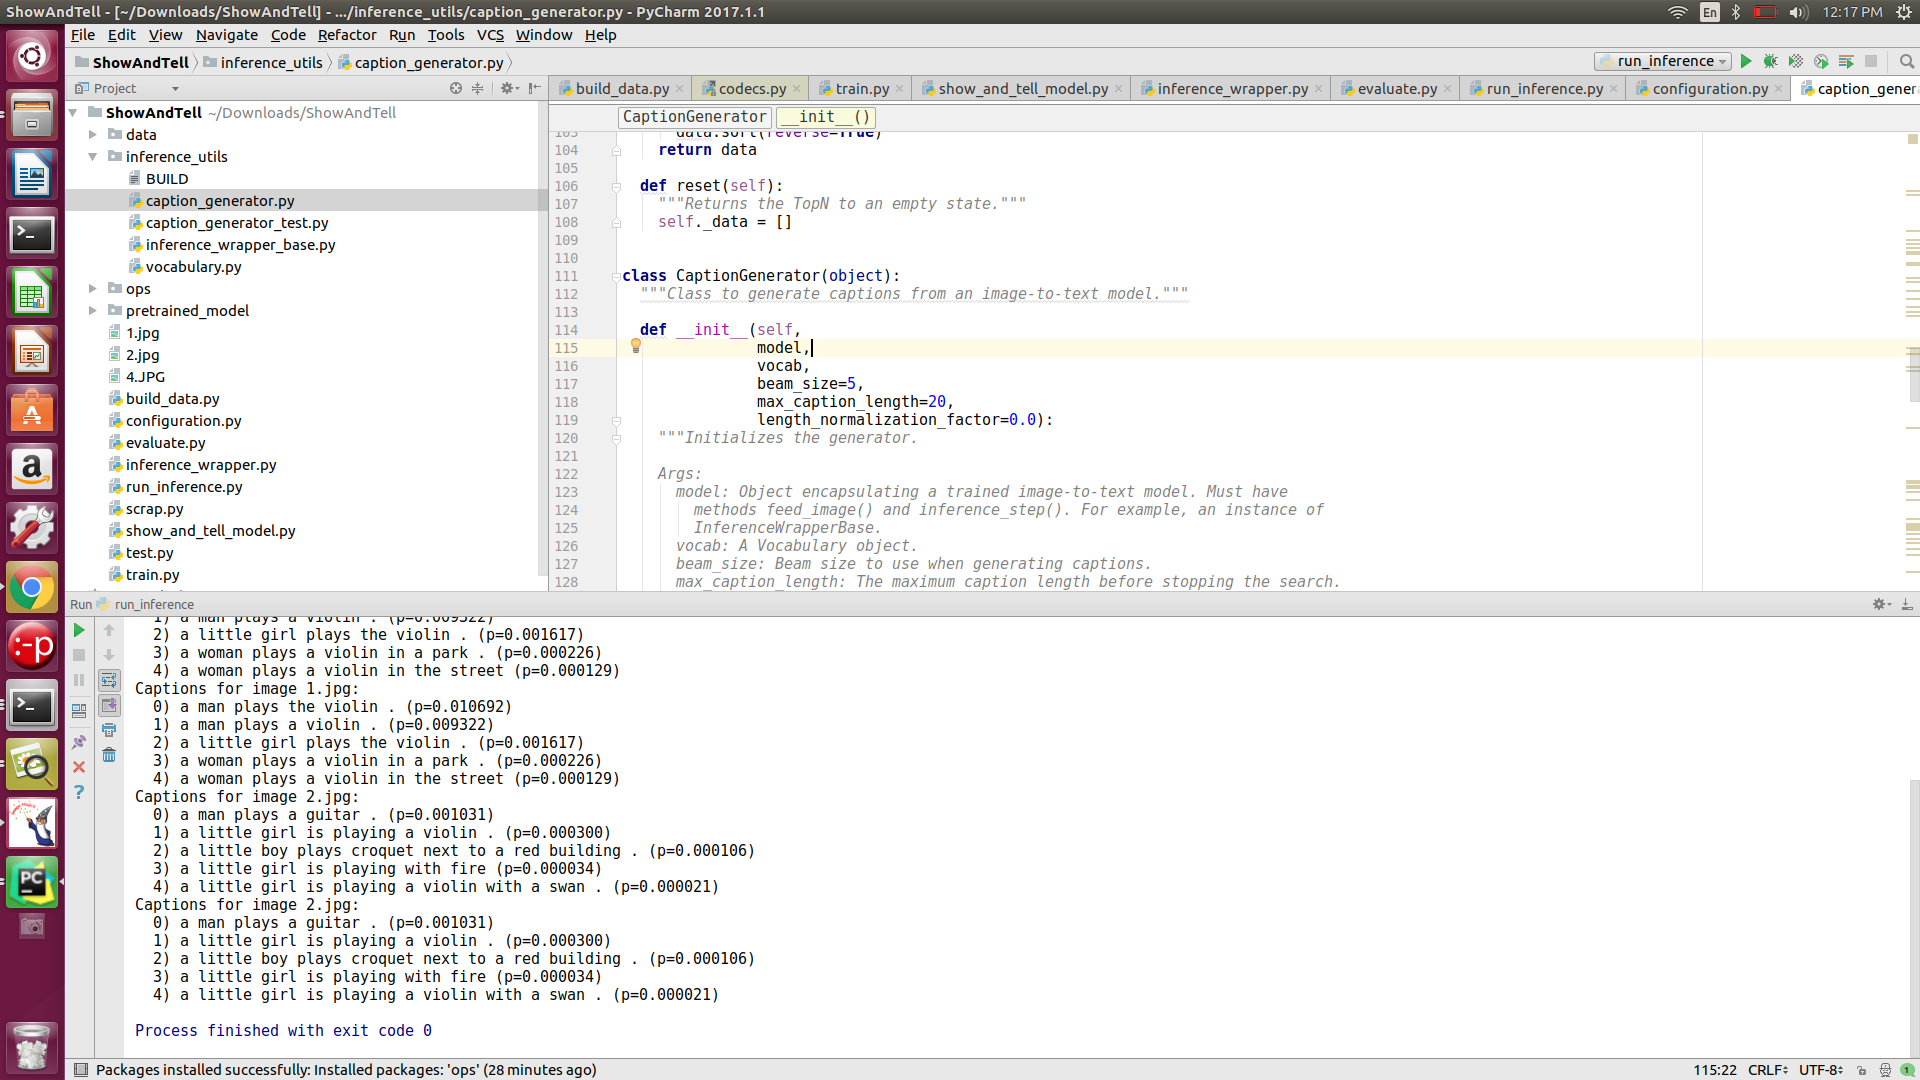 ShowAndTell - [~/Downloads/ShowAndTell] - .../inference_utils/caption_generator.py - PyCharm 2017.1.1
En
12:17 PM
File Edit View Navigate Code Refactor Run Tools VCS Window Help
ShowAndTell inference_utils caption_generator.py
run_inference
Project
build_data.py codecs.py train.py show_and_tell_model.py inference_wrapper.py evaluate.py run_inference.py configuration.py caption_gener
CaptionGenerator __init__()
ShowAndTell ~/Downloads/ShowAndTell
data
inference_utils
BUILD
caption_generator.py
caption_generator_test.py
inference_wrapper_base.py
vocabulary.py
ops
pretrained_model
1.jpg
2.jpg
4.JPG
build_data.py
configuration.py
evaluate.py
inference_wrapper.py
run_inference.py
scrap.py
show_and_tell_model.py
test.py
train.py
103 data.sort(reverse=True)
104 return data
105
106 def reset(self):
107 """Returns the TopN to an empty state."""
108 self._data = []
109
110
111 class CaptionGenerator(object):
112 """Class to generate captions from an image-to-text model."""
113
114 def __init__(self,
115 model,
116 vocab,
117 beam_size=5,
118 max_caption_length=20,
119 length_normalization_factor=0.0):
120 """Initializes the generator.
121
122 Args:
123 model: Object encapsulating a trained image-to-text model. Must have
124 methods feed_image() and inference_step(). For example, an instance of
125 InferenceWrapperBase.
126 vocab: A Vocabulary object.
127 beam_size: Beam size to use when generating captions.
128 max_caption_length: The maximum caption length before stopping the search.
Run run_inference
1) a man plays a violin . (p=0.009322)
2) a little girl plays the violin . (p=0.001617)
3) a woman plays a violin in a park . (p=0.000226)
4) a woman plays a violin in the street (p=0.000129)
Captions for image 1.jpg:
0) a man plays the violin . (p=0.010692)
1) a man plays a violin . (p=0.009322)
2) a little girl plays the violin . (p=0.001617)
3) a woman plays a violin in a park . (p=0.000226)
4) a woman plays a violin in the street (p=0.000129)
Captions for image 2.jpg:
0) a man plays a guitar . (p=0.001031)
1) a little girl is playing a violin . (p=0.000300)
2) a little boy plays croquet next to a red building . (p=0.000106)
3) a little girl is playing with fire (p=0.000034)
4) a little girl is playing a violin with a swan . (p=0.000021)
Captions for image 2.jpg:
0) a man plays a guitar . (p=0.001031)
1) a little girl is playing a violin . (p=0.000300)
2) a little boy plays croquet next to a red building . (p=0.000106)
3) a little girl is playing with fire (p=0.000034)
4) a little girl is playing a violin with a swan . (p=0.000021)
Process finished with exit code 0
Packages installed successfully: Installed packages: 'ops' (28 minutes ago)
115:22 CRLF UTF-8 1
a
:-p
PC